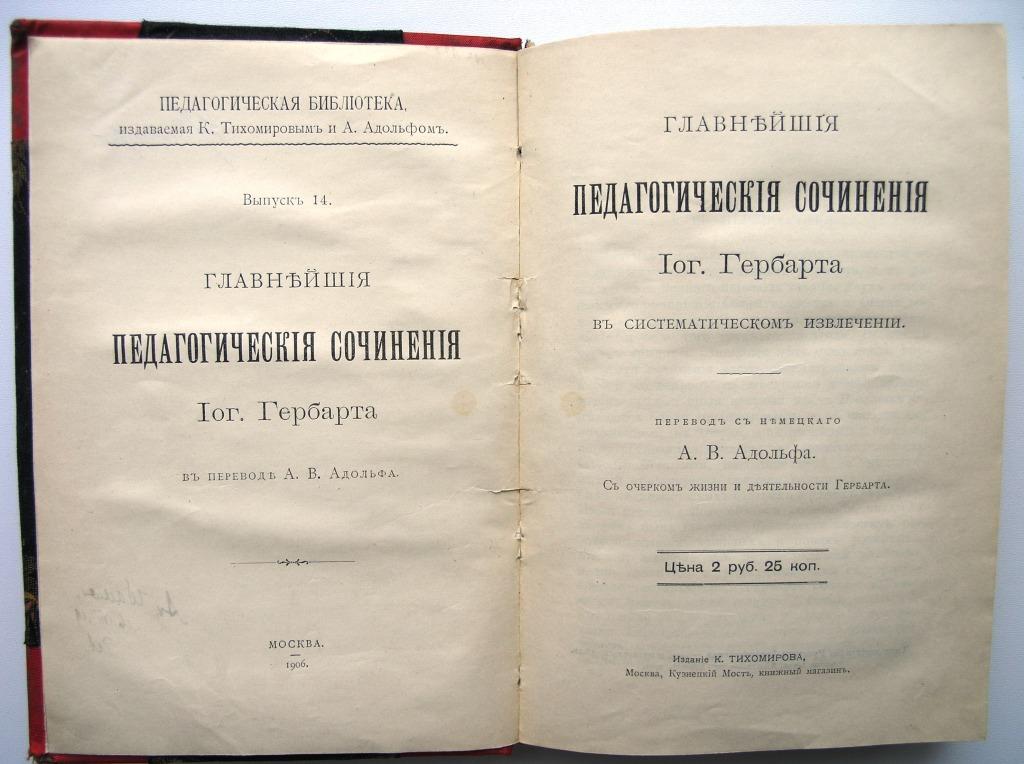 ПЕДАГОГИЧЕСКАЯ БИБЛІОТЕКА,
издаваемая К. Тихомировымъ и А. Адольфомъ.
Выпускъ 14.
ГЛАВНѢЙШІЯ
ПЕДАГОГИЧЕСКІЯ СОЧИНЕНІЯ
Іог. Гербарта
въ переводѣ А. В. Адольфа.
МОСКВА.
1906.
ГЛАВНѢЙШІЯ
ПЕДАГОГИЧЕСКІЯ СОЧИНЕНІЯ
Іог. Гербарта
въ систематическомъ извлеченіи.
переводъ съ нѣмецкаго
А. В. Адольфа.
Съ очеркомъ жизни и дѣятельности Гербарта.
Цѣна 2 руб. 25 коп.
Изданіе К. ТИХОМИРОВА,
Москва, Кузнецкій Мостъ, книжный магазинъ.